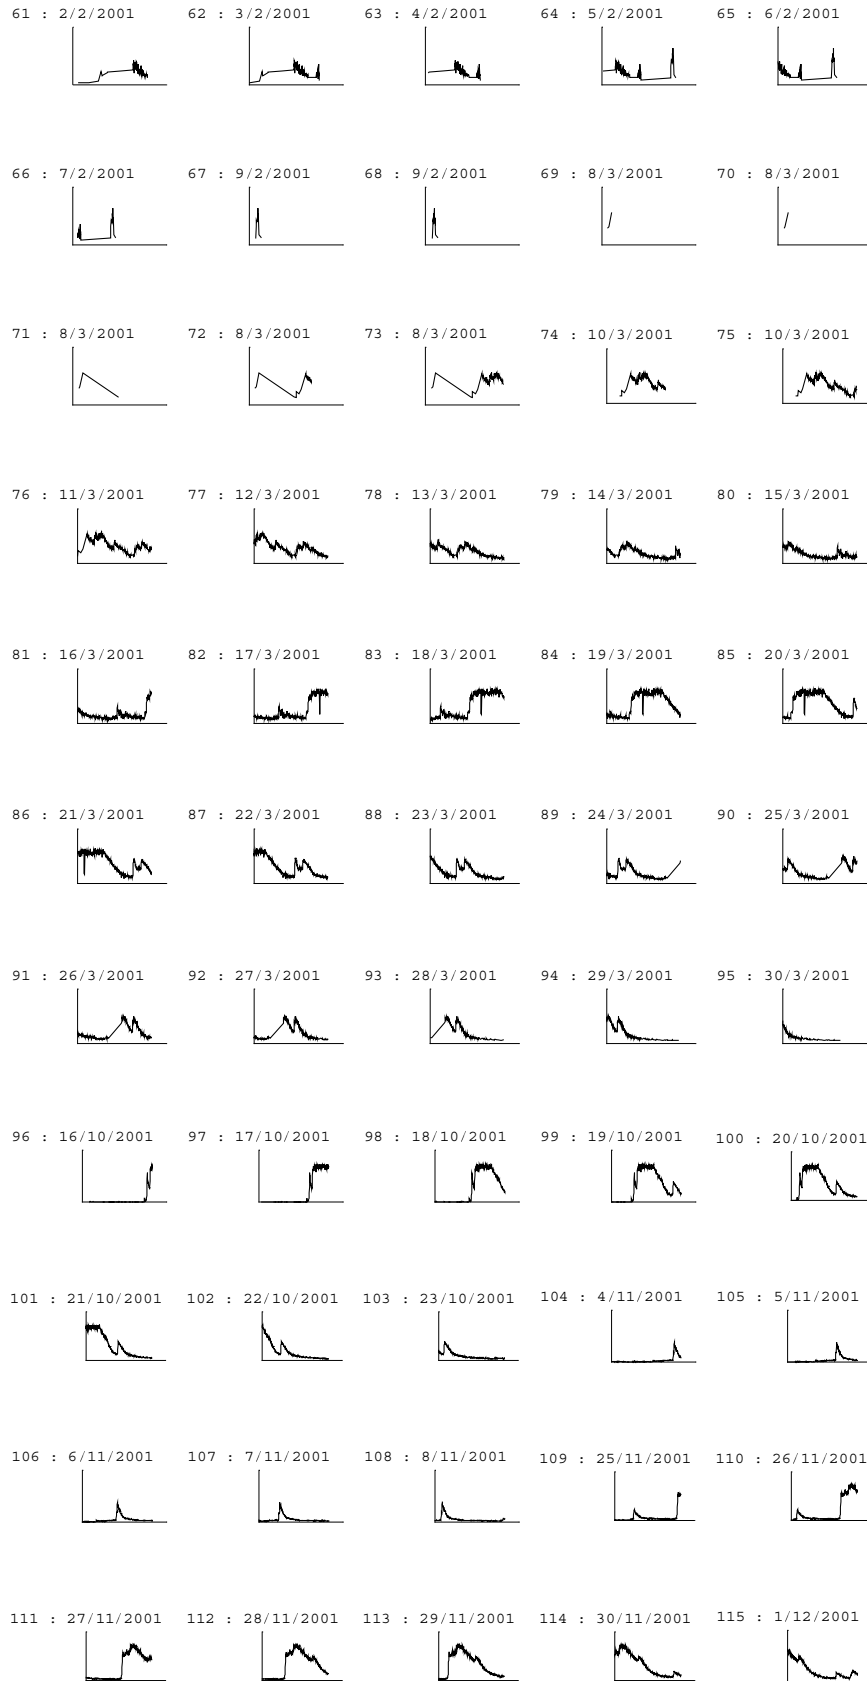 61 : 2/2/2001 62 : 3/2/2001 63 : 4/2/2001 64 : 5/2/2001 65 : 6/2/2001
66 : 7/2/2001 67 : 9/2/2001 68 : 9/2/2001 69 : 8/3/2001 70 : 8/3/2001
71 : 8/3/2001 72 : 8/3/2001 73 : 8/3/2001 74 : 10/3/2001 75 : 10/3/2001
76 : 11/3/2001 77 : 12/3/2001 78 : 13/3/2001 79 : 14/3/2001 80 : 15/3/2001
81 : 16/3/2001 82 : 17/3/2001 83 : 18/3/2001 84 : 19/3/2001 85 : 20/3/2001
86 : 21/3/2001 87 : 22/3/2001 88 : 23/3/2001 89 : 24/3/2001 90 : 25/3/2001
91 : 26/3/2001 92 : 27/3/2001 93 : 28/3/2001 94 : 29/3/2001 95 : 30/3/2001
96 : 16/10/2001 97 : 17/10/2001 98 : 18/10/2001 99 : 19/10/2001 100 : 20/10/2001
101 : 21/10/2001 102 : 22/10/2001 103 : 23/10/2001 104 : 4/11/2001 105 : 5/11/2001
106 : 6/11/2001 107 : 7/11/2001 108 : 8/11/2001 109 : 25/11/2001 110 : 26/11/2001
111 : 27/11/2001 112 : 28/11/2001 113 : 29/11/2001 114 : 30/11/2001 115 : 1/12/2001